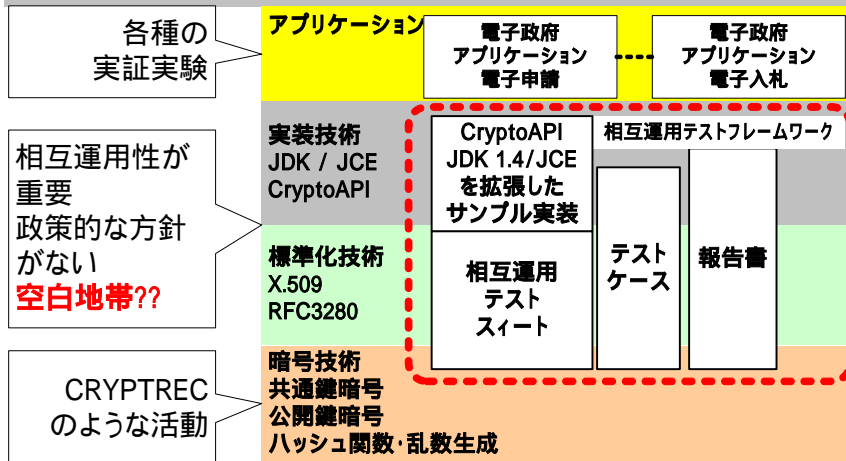 各種の
実証実験
アプリケーション
電子政府
アプリケーション
電子申請
電子政府
アプリケーション
電子入札
相互運用性が
重要
政策的な方針
がない
空白地帯??
実装技術
JDK / JCE
CryptoAPI
CryptoAPI
JDK 1.4/JCE
を拡張した
サンプル実装
相互運用テストフレームワーク
標準化技術
X.509
RFC3280
相互運用
テスト
スィート
テスト
ケース
報告書
CRYPTREC
のような活動
暗号技術
共通鍵暗号
公開鍵暗号
ハッシュ関数・乱数生成